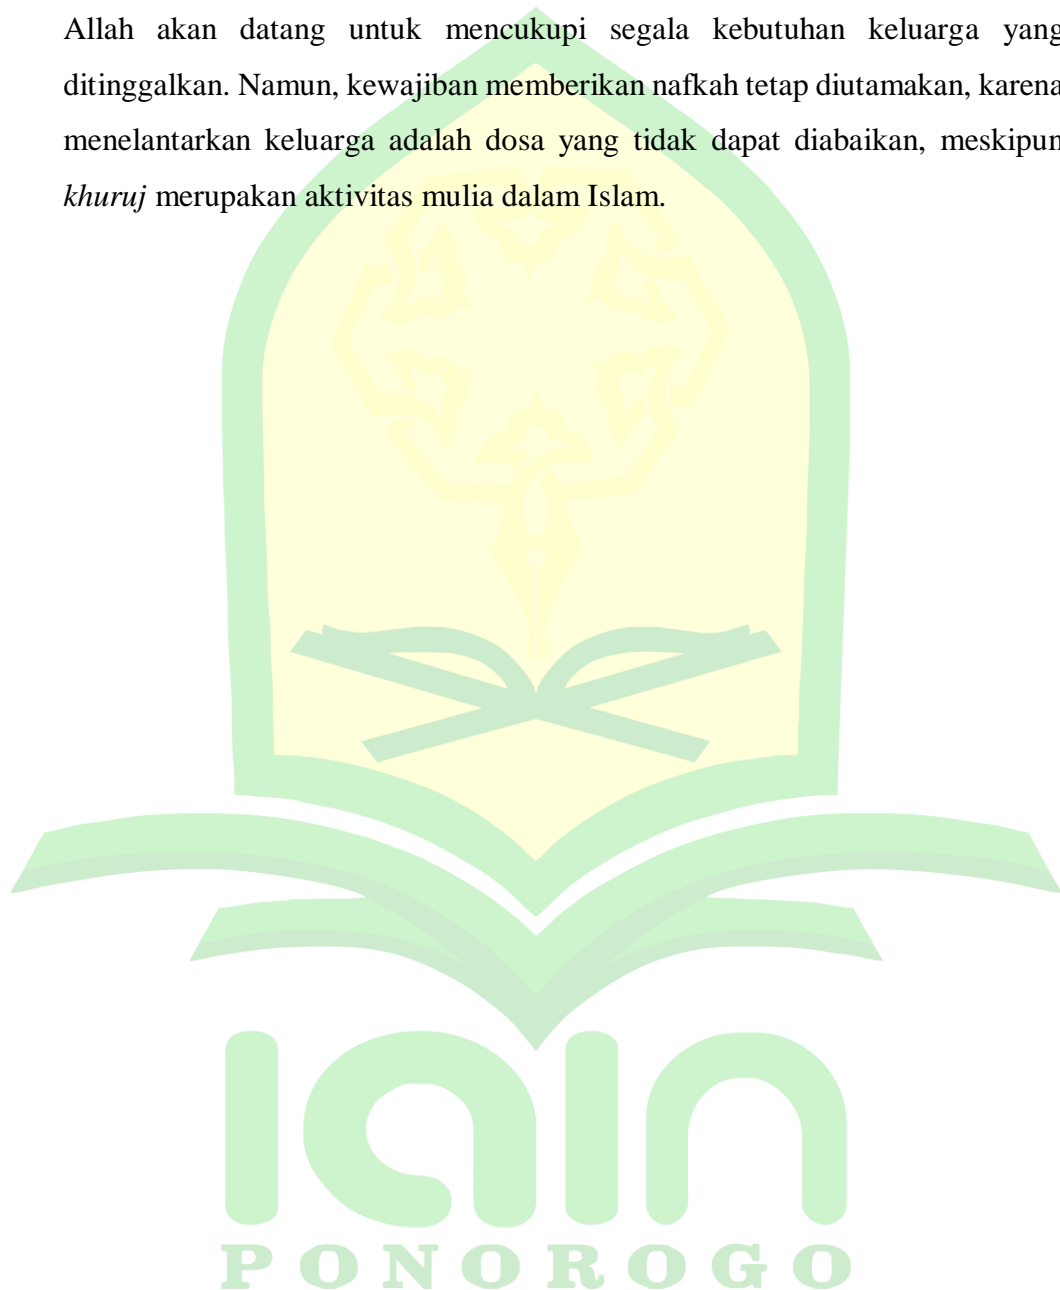 Allah akan datang untuk mencukupi segala kebutuhan keluarga yang
ditinggalkan. Namun, kewajiban memberikan nafkah tetap diutamakan, karena
menelantarkan keluarga adalah dosa yang tidak dapat diabaikan, meskipun
khuruj merupakan aktivitas mulia dalam Islam.
iain
PONOROGO